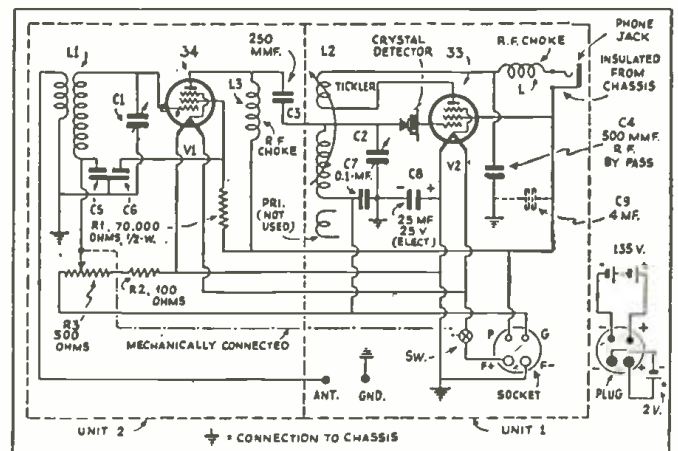 L1
34
250
MMF.
L2
CRYSTAL
DETECTOR
33
R.F. CHOKE
PHONE
JACK
INSULATED
FROM
CHASSIS
C1
L3
C3
TICKLER
L
R.F.
CHOKE
C2
C4
500 MMF.
R.F.
BY PASS
V1
C7
0.1-MF.
C8
V2
C5
C6
PRI.
(NOT
USED)
25 MF
25 V
(ELECT)
C9
4 MF.
R1, 70,000
OHMS 1/2-W.
135 V.
R2, 100
OHMS
R3
500
OHMS
MECHANICALLY CONNECTED
SW.
P
G
F+
F-
SOCKET
PLUG
2 V.
ANT.
GND.
UNIT 2
= CONNECTION TO CHASSIS
UNIT 1